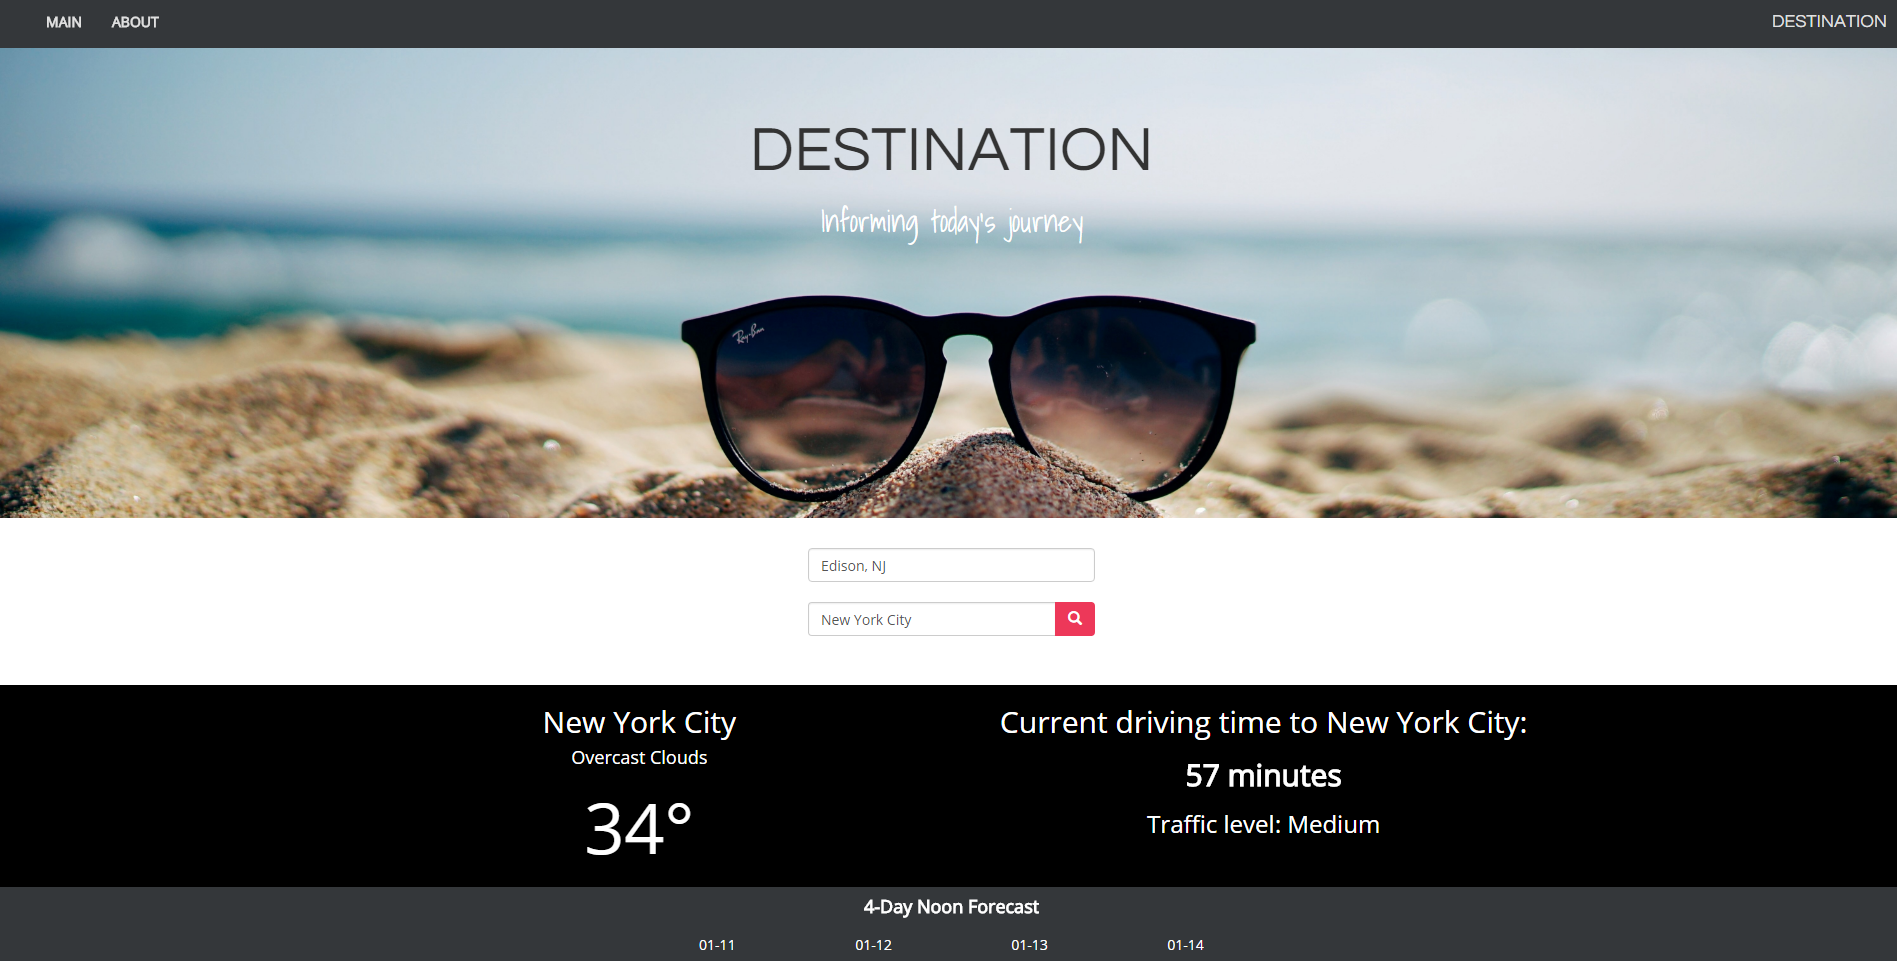 MAIN ABOUT DESTINATION
DESTINATION
Informing today's journey
Ray-Ban
Edison, NJ
New York City
New York City
Overcast Clouds
34°
Current driving time to New York City:
57 minutes
Traffic level: Medium
4-Day Noon Forecast
01-11 01-12 01-13 01-14